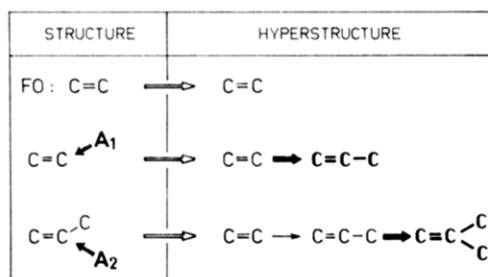 STRUCTURE HYPERSTRUCTURE
FO: C=C C=C
C=C A₁ C=C C=C-C
C=C-C A₂ C=C C=C-C C=C C C